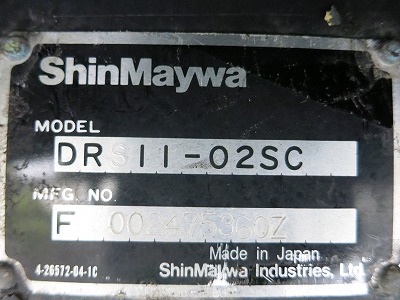 ShinMaywa
MODEL
DRS11-02SC
MFG. NO.
F
Made in Japan
4-26572-04-1C ShinMaywa Industries, Ltd.